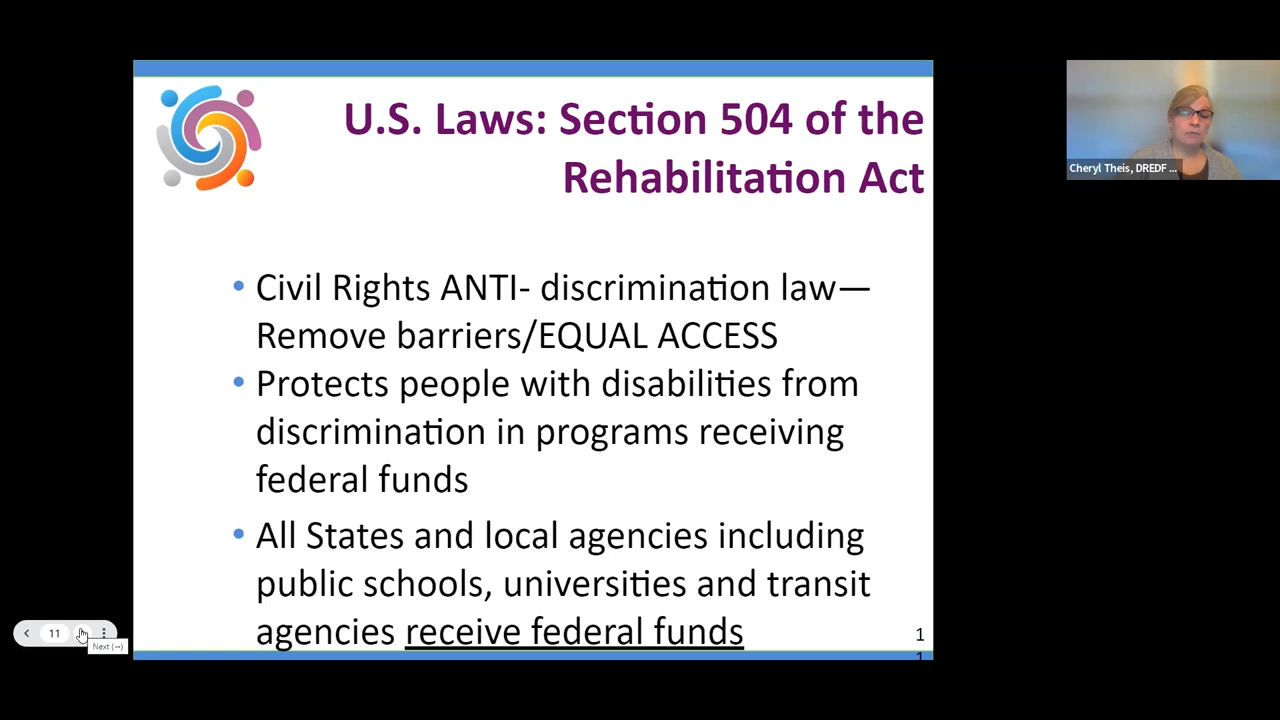 U.S. Laws: Section 504 of the
Rehabilitation Act
Cheryl Theis, DREDF ...
• Civil Rights ANTI- discrimination law—
Remove barriers/EQUAL ACCESS
• Protects people with disabilities from
discrimination in programs receiving
federal funds
• All States and local agencies including
public schools, universities and transit
agencies receive federal funds
1
1
11
Next (→)